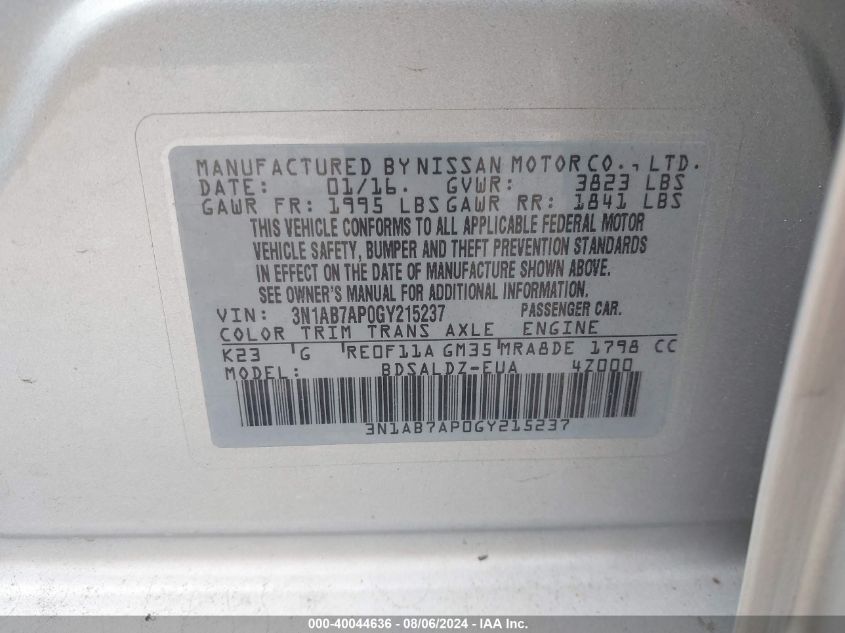 MANUFACTURED BY NISSAN MOTOR CO., LTD.
DATE: 01/16. GVWR: 3823 LBS
GAWR FR: 1995 LBS GAWR RR: 1841 LBS
THIS VEHICLE CONFORMS TO ALL APPLICABLE FEDERAL MOTOR
VEHICLE SAFETY, BUMPER AND THEFT PREVENTION STANDARDS
IN EFFECT ON THE DATE OF MANUFACTURE SHOWN ABOVE.
SEE OWNER'S MANUAL FOR ADDITIONAL INFORMATION
VIN: 3N1AB7AP0GY215237 PASSENGER CAR.
COLOR TRIM TRANS AXLE ENGINE
K23 G RE0F11A GM35 MRA8DE 1798 CC
MODEL: BDSALDZ-EUA 4Z000
3N1AB7AP0GY215237
000-40044636 - 08/06/2024 - IAA Inc.